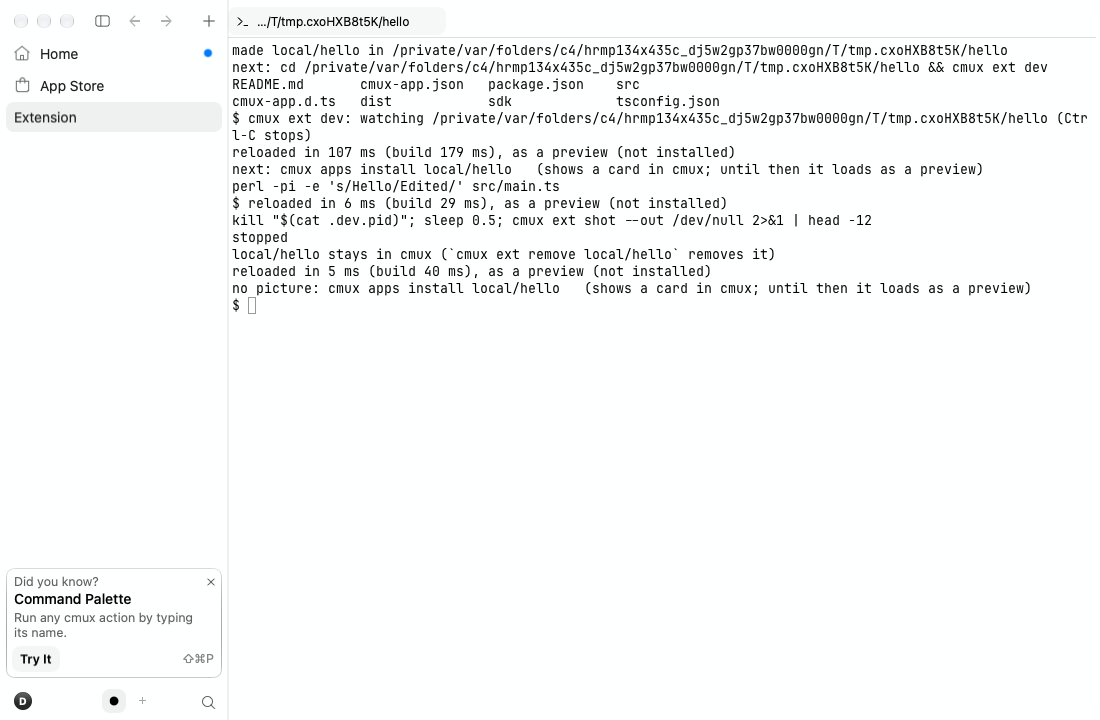 >_ .../T/tmp.cxoHXB8t5K/hello
Home
App Store
Extension
made local/hello in /private/var/folders/c4/hrmp134x435c_dj5w2gp37bw0000gn/T/tmp.cxoHXB8t5K/hello
next: cd /private/var/folders/c4/hrmp134x435c_dj5w2gp37bw0000gn/T/tmp.cxoHXB8t5K/hello && cmux ext dev
README.md       cmux-app.json   package.json    src
cmux-app.d.ts   dist            sdk             tsconfig.json
$ cmux ext dev: watching /private/var/folders/c4/hrmp134x435c_dj5w2gp37bw0000gn/T/tmp.cxoHXB8t5K/hello (Ctr
l-C stops)
reloaded in 107 ms (build 179 ms), as a preview (not installed)
next: cmux apps install local/hello   (shows a card in cmux; until then it loads as a preview)
perl -pi -e 's/Hello/Edited/' src/main.ts
$ reloaded in 6 ms (build 29 ms), as a preview (not installed)
kill "$(cat .dev.pid)"; sleep 0.5; cmux ext shot --out /dev/null 2>&1 | head -12
stopped
local/hello stays in cmux (`cmux ext remove local/hello` removes it)
reloaded in 5 ms (build 40 ms), as a preview (not installed)
no picture: cmux apps install local/hello   (shows a card in cmux; until then it loads as a preview)
$
Did you know?
Command Palette
Run any cmux action by typing
its name.
Try It ⇧⌘P
D